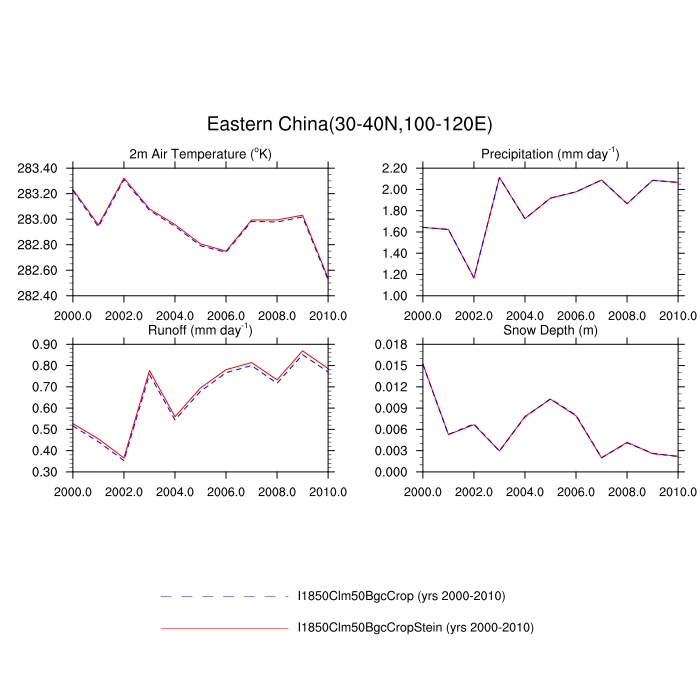 Eastern China(30-40N,100-120E)
2m Air Temperature (°K)
283.40
283.20
283.00
282.80
282.60
282.40
2000.0 2002.0 2004.0 2006.0 2008.0 2010.0
Precipitation (mm day⁻¹)
2.20
2.00
1.80
1.60
1.40
1.20
1.00
2000.0 2002.0 2004.0 2006.0 2008.0 2010.0
Runoff (mm day⁻¹)
0.90
0.80
0.70
0.60
0.50
0.40
0.30
2000.0 2002.0 2004.0 2006.0 2008.0 2010.0
Snow Depth (m)
0.018
0.015
0.012
0.009
0.006
0.003
0.000
2000.0 2002.0 2004.0 2006.0 2008.0 2010.0
I1850Clm50BgcCrop (yrs 2000-2010)
I1850Clm50BgcCropStein (yrs 2000-2010)